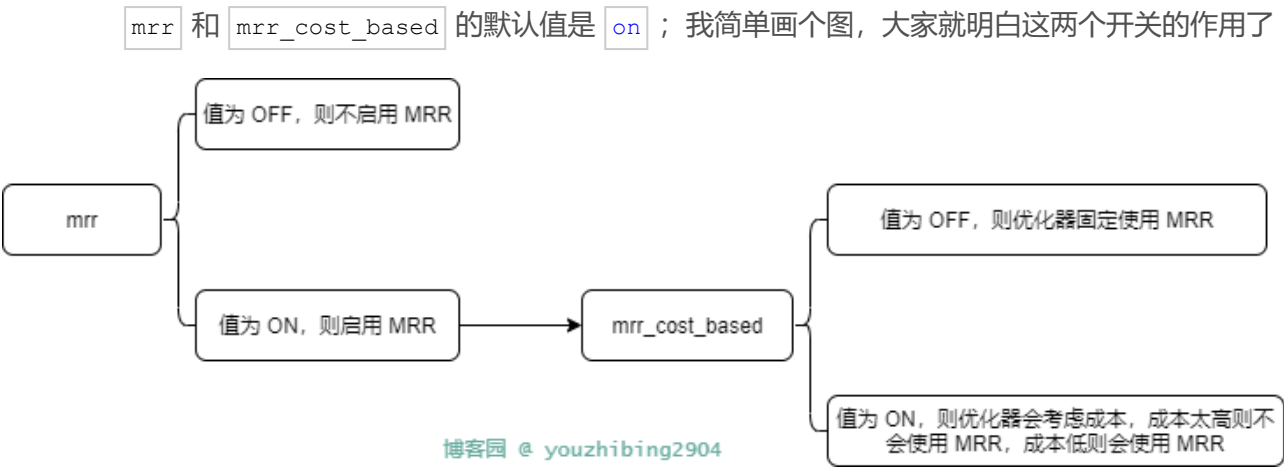 mrr 和 mrr_cost_based 的默认值是 on ；我简单画个图，大家就明白这两个开关的作用了
值为 OFF，则不启用 MRR
mrr
值为 ON，则启用 MRR
mrr_cost_based
值为 OFF，则优化器固定使用 MRR
值为 ON，则优化器会考虑成本，成本太高则不
会使用 MRR，成本低则会使用 MRR
博客园 @ youzhibing2904